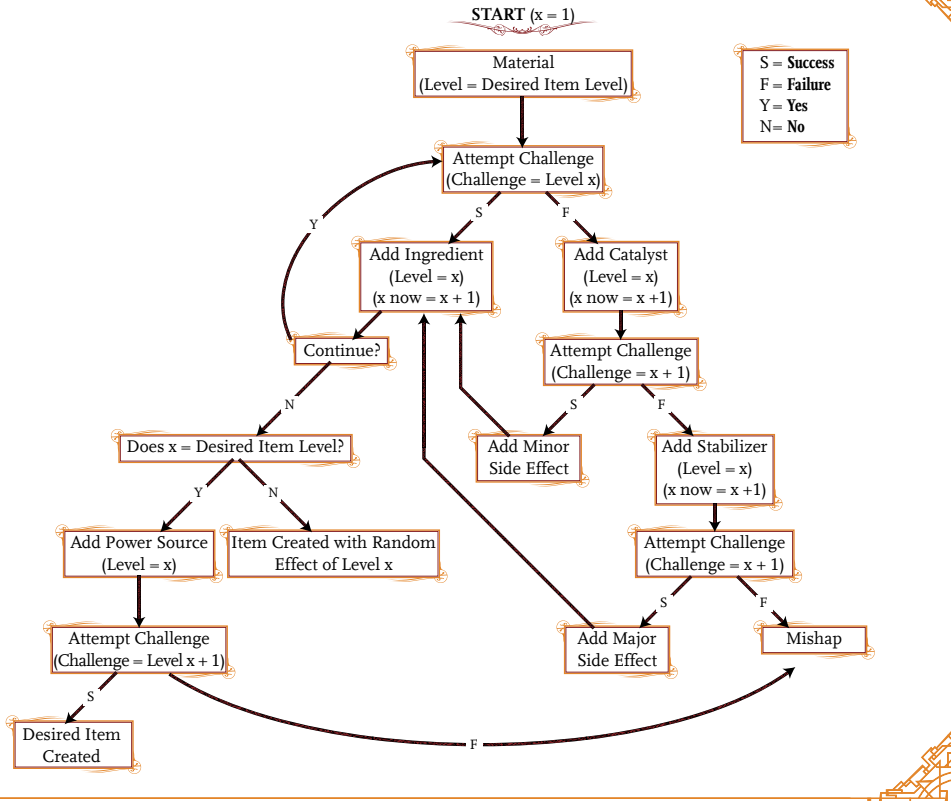 START (x = 1)
Material
(Level = Desired Item Level)
S = Success
F = Failure
Y = Yes
N= No
Attempt Challenge
(Challenge = Level x)
S
F
Y
Add Ingredient
(Level = x)
(x now = x + 1)
Add Catalyst
(Level = x)
(x now = x +1)
Continue?
Attempt Challenge
(Challenge = x + 1)
N
S
F
Does x = Desired Item Level?
Add Minor
Side Effect
Add Stabilizer
(Level = x)
(x now = x +1)
Y
N
Add Power Source
(Level = x)
Item Created with Random
Effect of Level x
Attempt Challenge
(Challenge = x + 1)
S
F
Attempt Challenge
(Challenge = Level x + 1)
Add Major
Side Effect
Mishap
S
F
Desired Item
Created